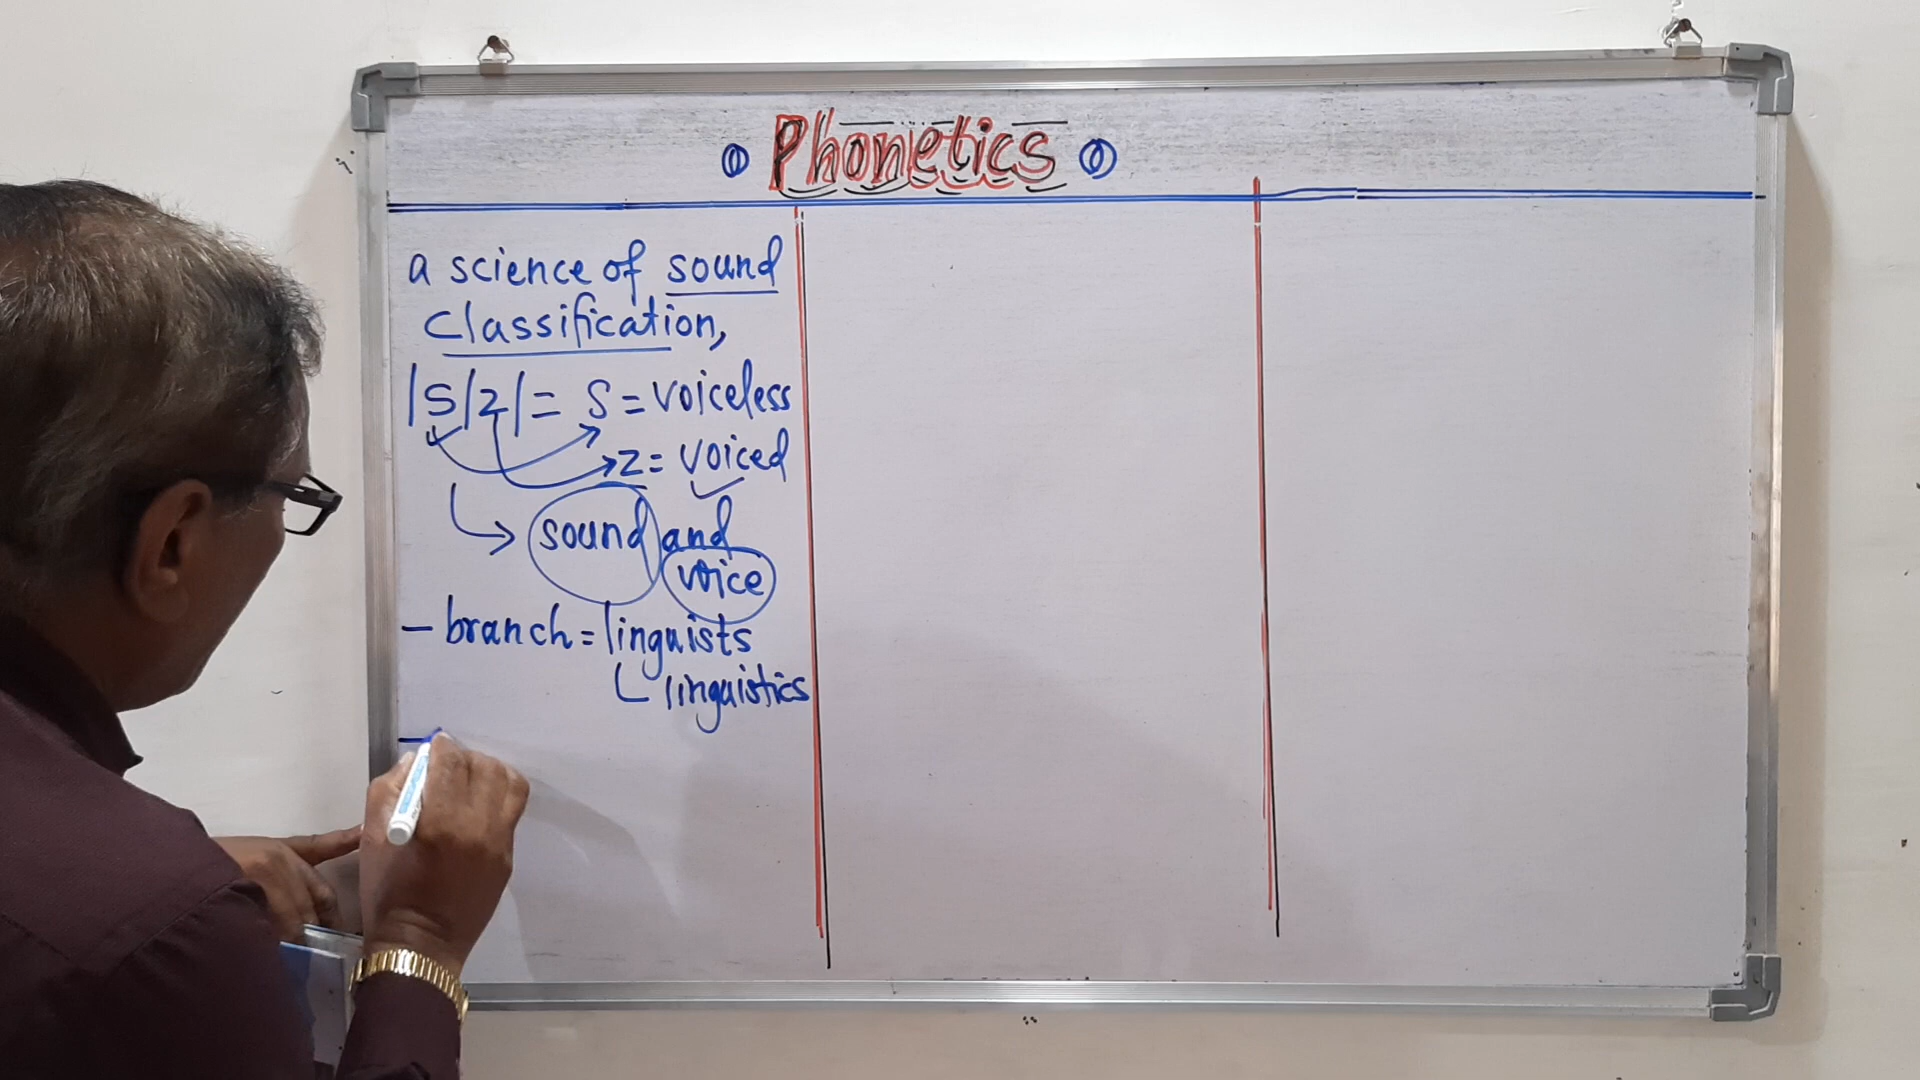 Phonetics
a science of sound
classification,
|s|z| = s = voiceless
z = voiced
sound and
voice
- branch = linguists
linguistics